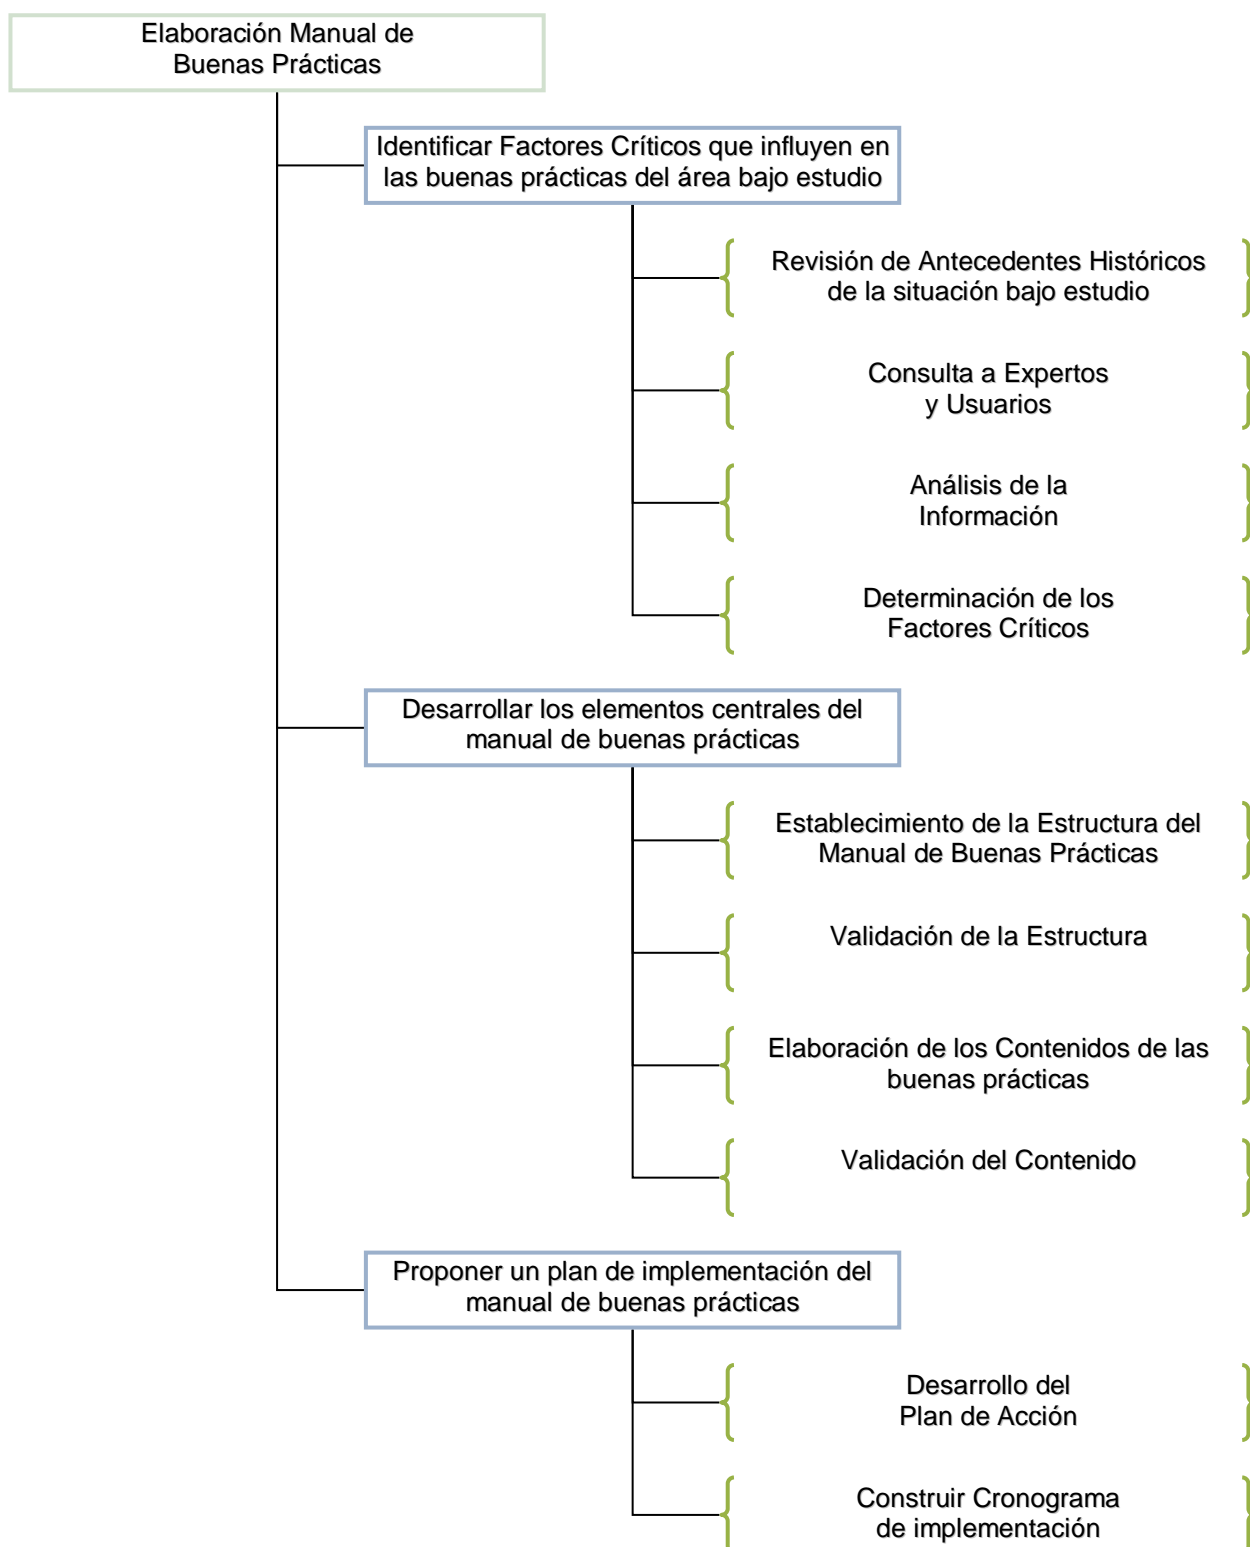 Elaboración Manual de
Buenas Prácticas
Identificar Factores Críticos que influyen en
las buenas prácticas del área bajo estudio
Revisión de Antecedentes Históricos
de la situación bajo estudio
Consulta a Expertos
y Usuarios
Análisis de la
Información
Determinación de los
Factores Críticos
Desarrollar los elementos centrales del
manual de buenas prácticas
Establecimiento de la Estructura del
Manual de Buenas Prácticas
Validación de la Estructura
Elaboración de los Contenidos de las
buenas prácticas
Validación del Contenido
Proponer un plan de implementación del
manual de buenas prácticas
Desarrollo del
Plan de Acción
Construir Cronograma
de implementación